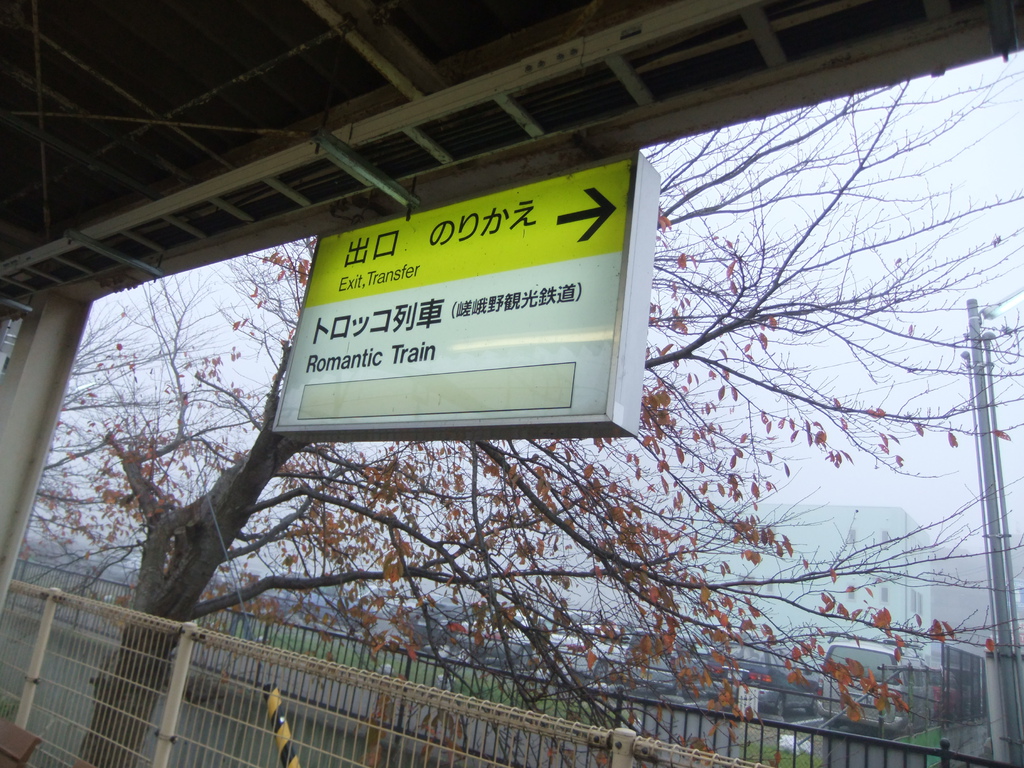 出口 のりかえ
Exit,Transfer
トロッコ列車 (嵯峨野観光鉄道)
Romantic Train